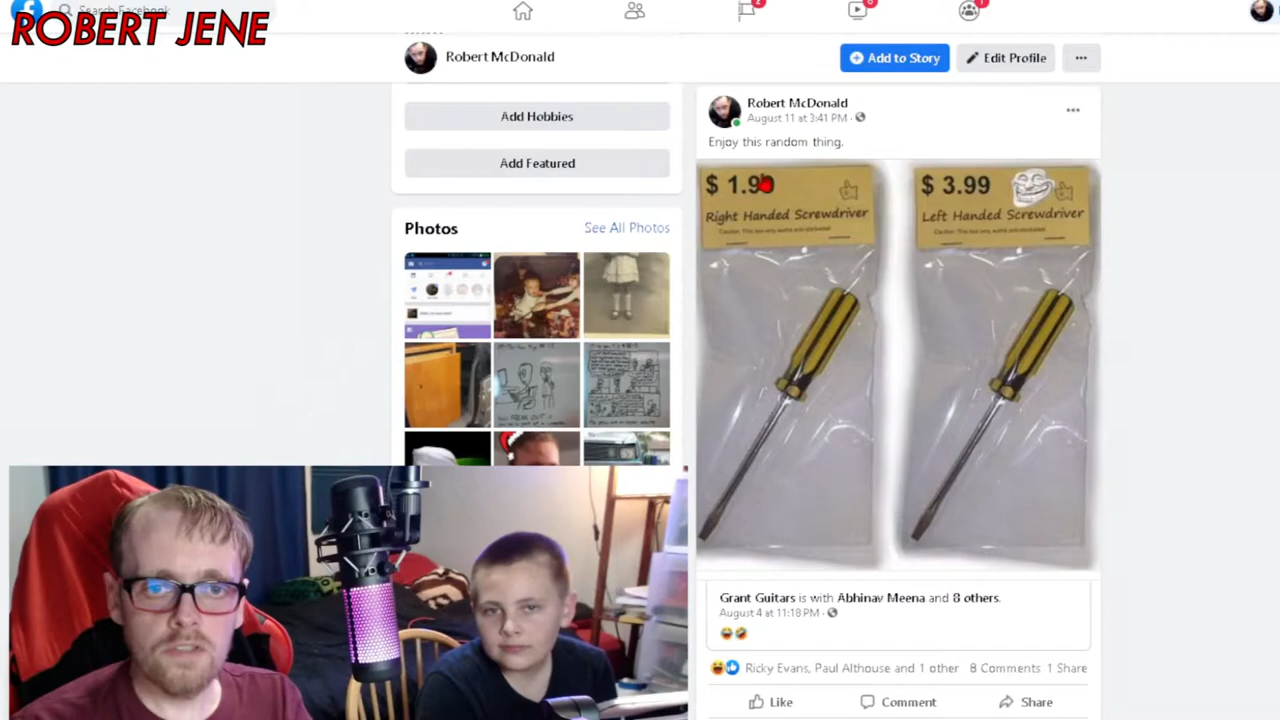 Search Facebook
ROBERT JENE
Robert McDonald
Add to Story
Edit Profile
Add Hobbies
Add Featured
Photos
See All Photos
Robert McDonald
August 11 at 3:41 PM
Enjoy this random thing.
$ 1.99
Right Handed Screwdriver
$ 3.99
Left Handed Screwdriver
Grant Guitars is with Abhinav Meena and 8 others.
August 4 at 11:18 PM
Ricky Evans, Paul Althouse and 1 other
8 Comments 1 Share
Like
Comment
Share